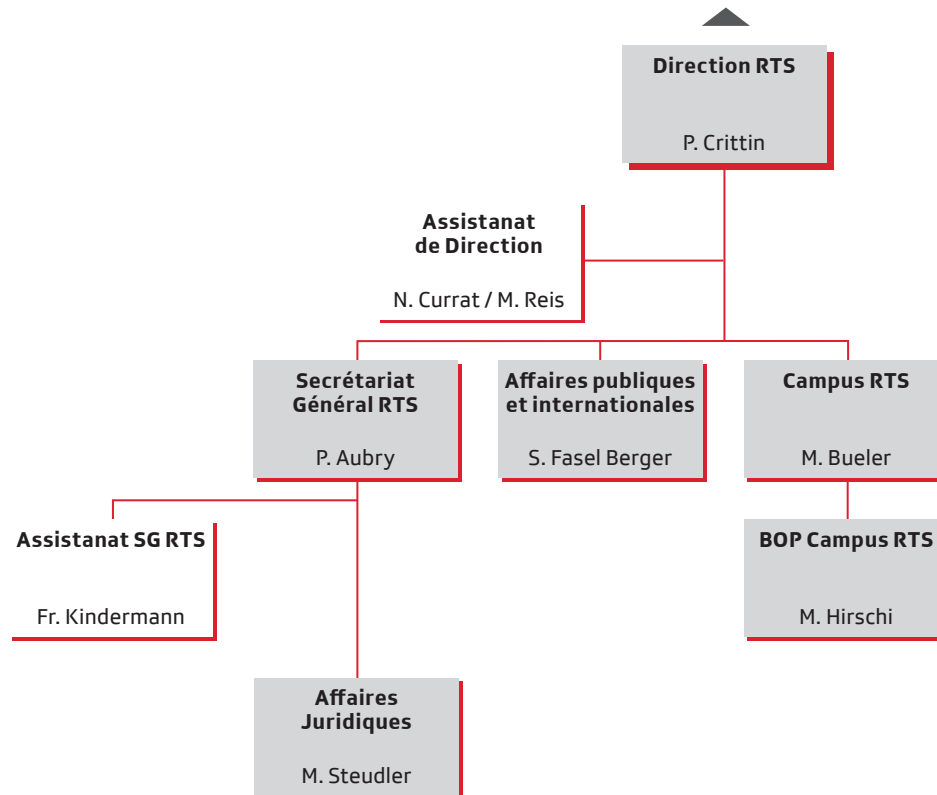 Direction RTS
P. Crittin
Assistanat
de Direction
N. Currat / M. Reis
Secrétariat
Général RTS
P. Aubry
Affaires publiques
et internationales
S. Fasel Berger
Campus RTS
M. Bueler
Assistanat SG RTS
Fr. Kindermann
BOP Campus RTS
M. Hirschi
Affaires
Juridiques
M. Steudler